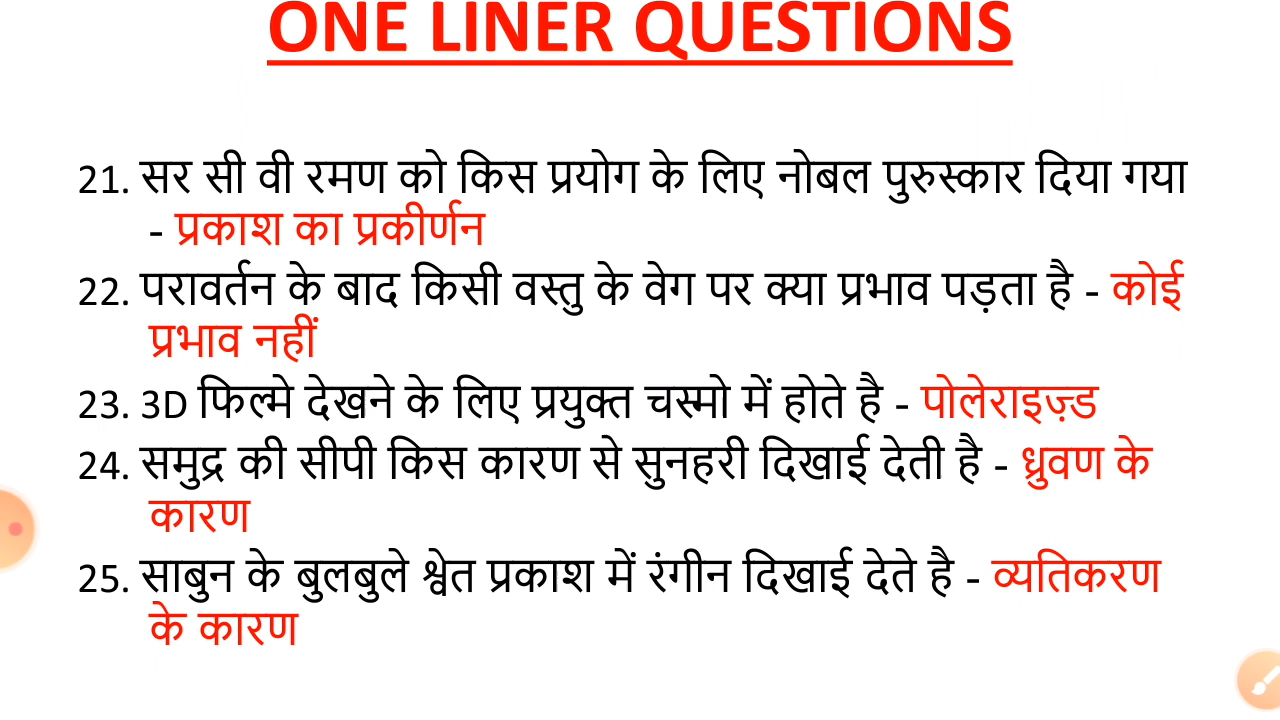 ONE LINER QUESTIONS
21. सर सी वी रमण को किस प्रयोग के लिए नोबल पुरुस्कार दिया गया
- प्रकाश का प्रकीर्णन
22. परावर्तन के बाद किसी वस्तु के वेग पर क्या प्रभाव पड़ता है - कोई
प्रभाव नहीं
23. 3D फिल्मे देखने के लिए प्रयुक्त चस्मो में होते है - पोलेराइज़्ड
24. समुद्र की सीपी किस कारण से सुनहरी दिखाई देती है - ध्रुवण के
कारण
25. साबुन के बुलबुले श्वेत प्रकाश में रंगीन दिखाई देते है - व्यतिकरण
के कारण